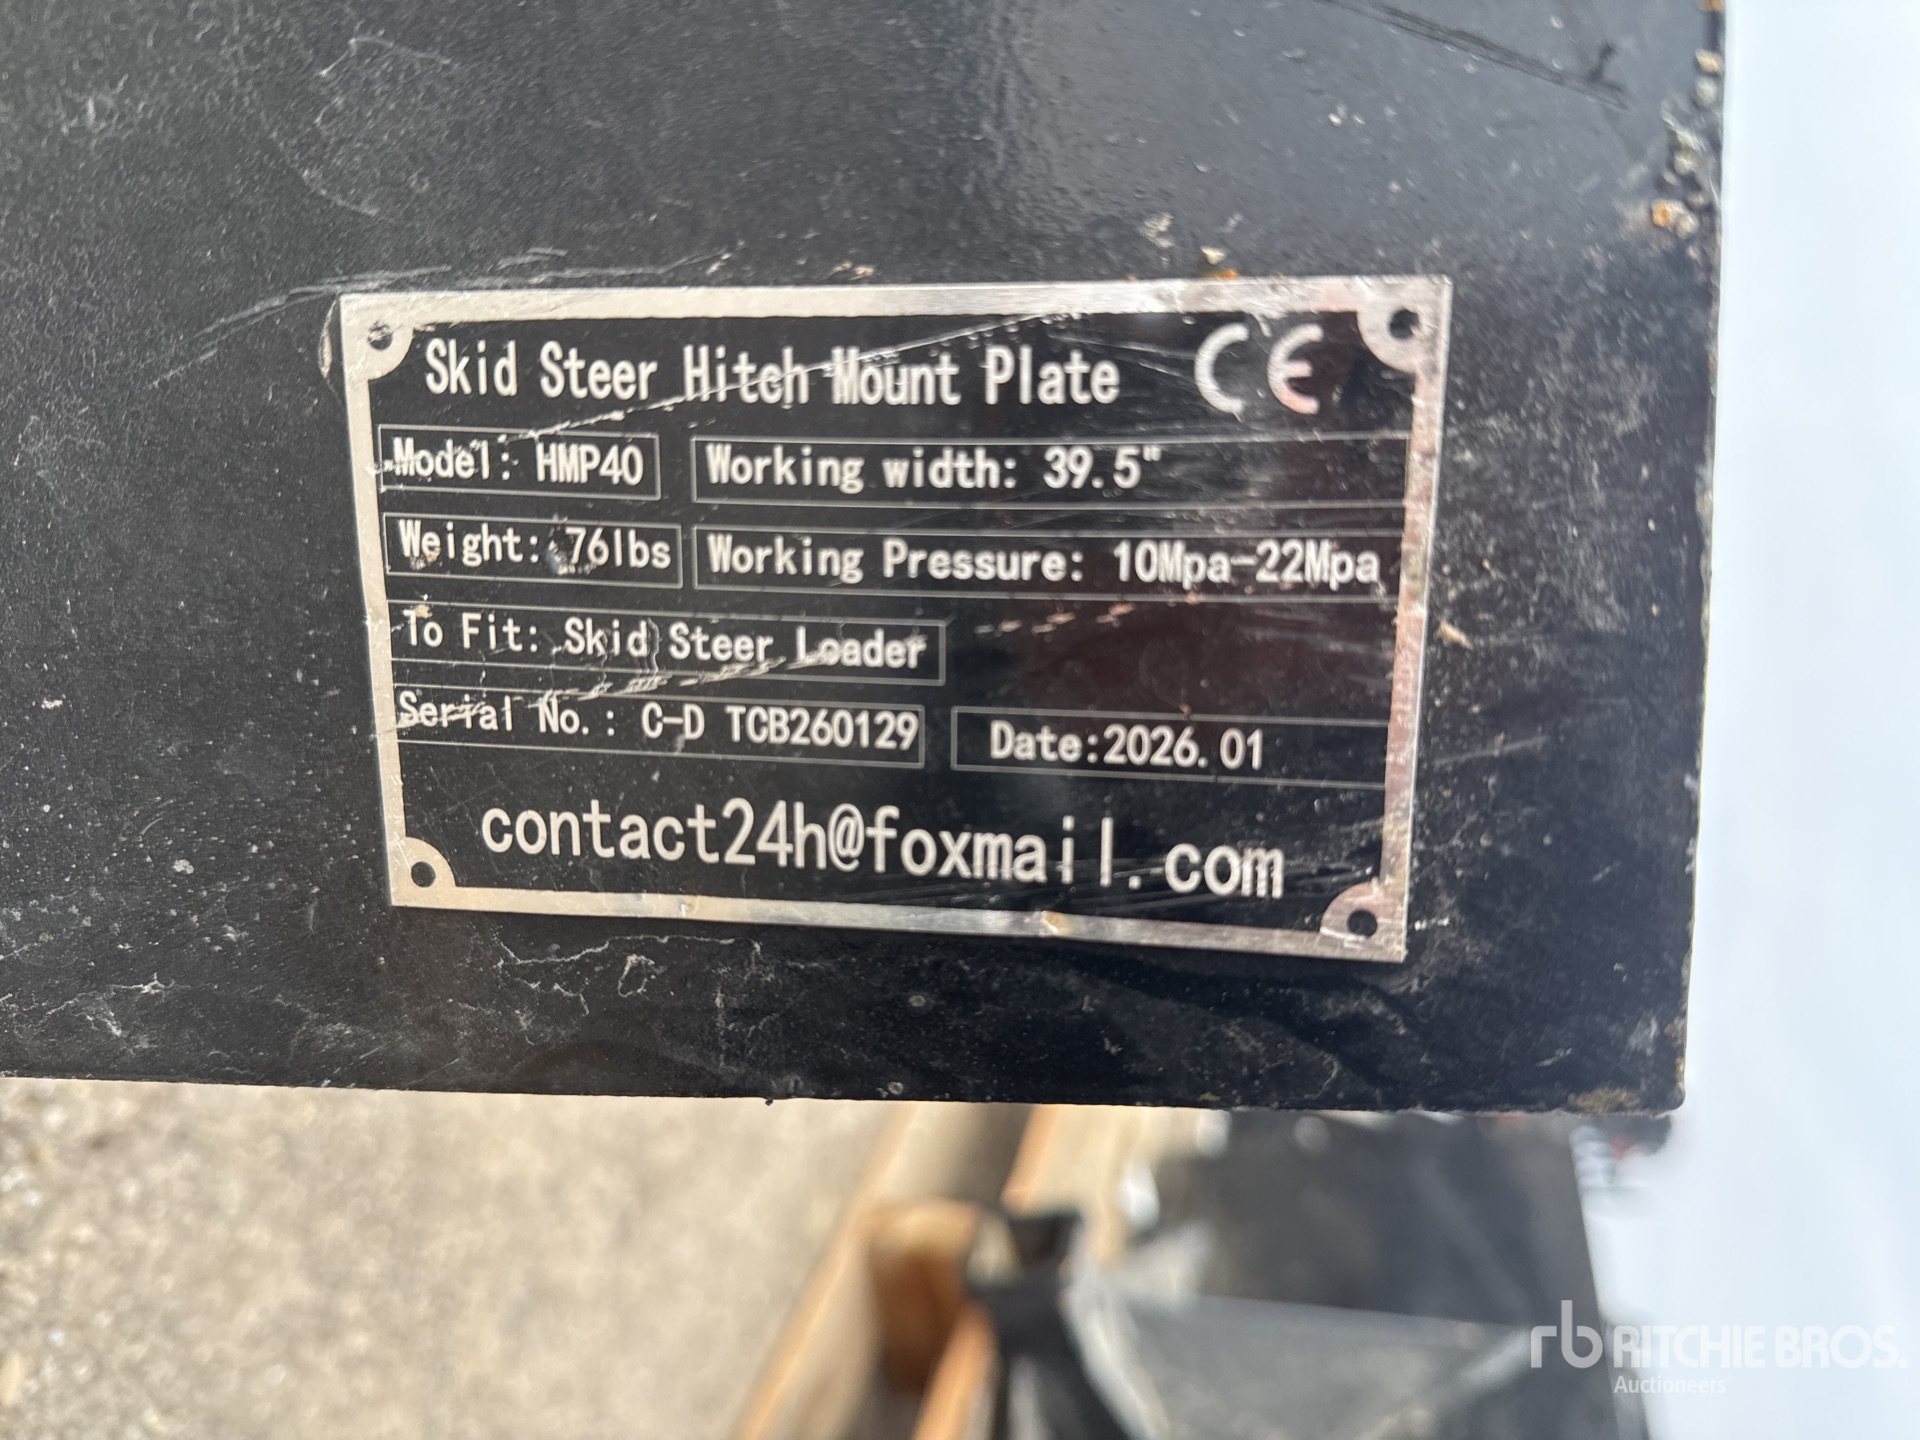 Skid Steer Hitch Mount Plate CE
Model: HMP40 Working width: 39.5"
Weight: 76lbs Working Pressure: 10Mpa-22Mpa
To Fit: Skid Steer Loader
Serial No.: C-D TCB260129 Date:2026.01
contact24h@foxmail.com
rb RITCHIE BROS.
Auctioneers